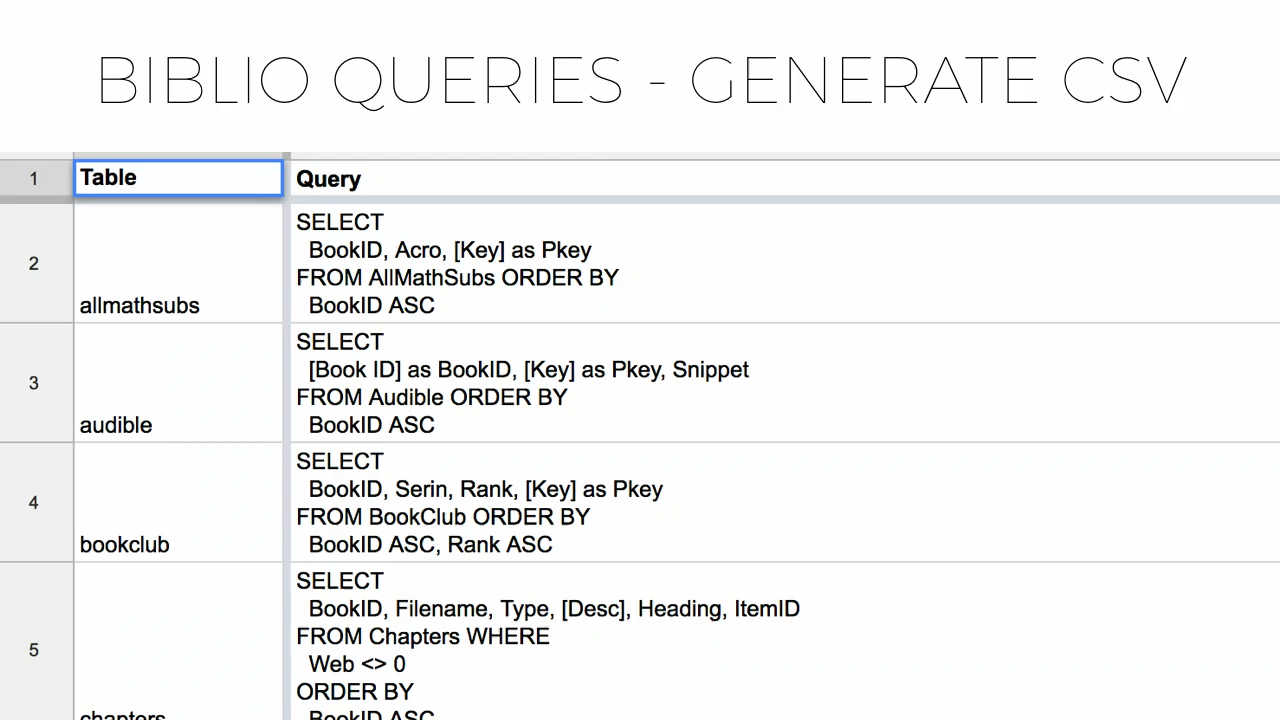 BIBLIO QUERIES - GENERATE CSV
1 Table Query
SELECT
BookID, Acro, [Key] as Pkey
2
FROM AllMathSubs ORDER BY
allmathsubs BookID ASC
SELECT
[Book ID] as BookID, [Key] as Pkey, Snippet
3
FROM Audible ORDER BY
audible BookID ASC
SELECT
BookID, Serin, Rank, [Key] as Pkey
4
FROM BookClub ORDER BY
bookclub BookID ASC, Rank ASC
SELECT
BookID, Filename, Type, [Desc], Heading, ItemID
FROM Chapters WHERE
5
Web <> 0
ORDER BY
chapters BookID ASC